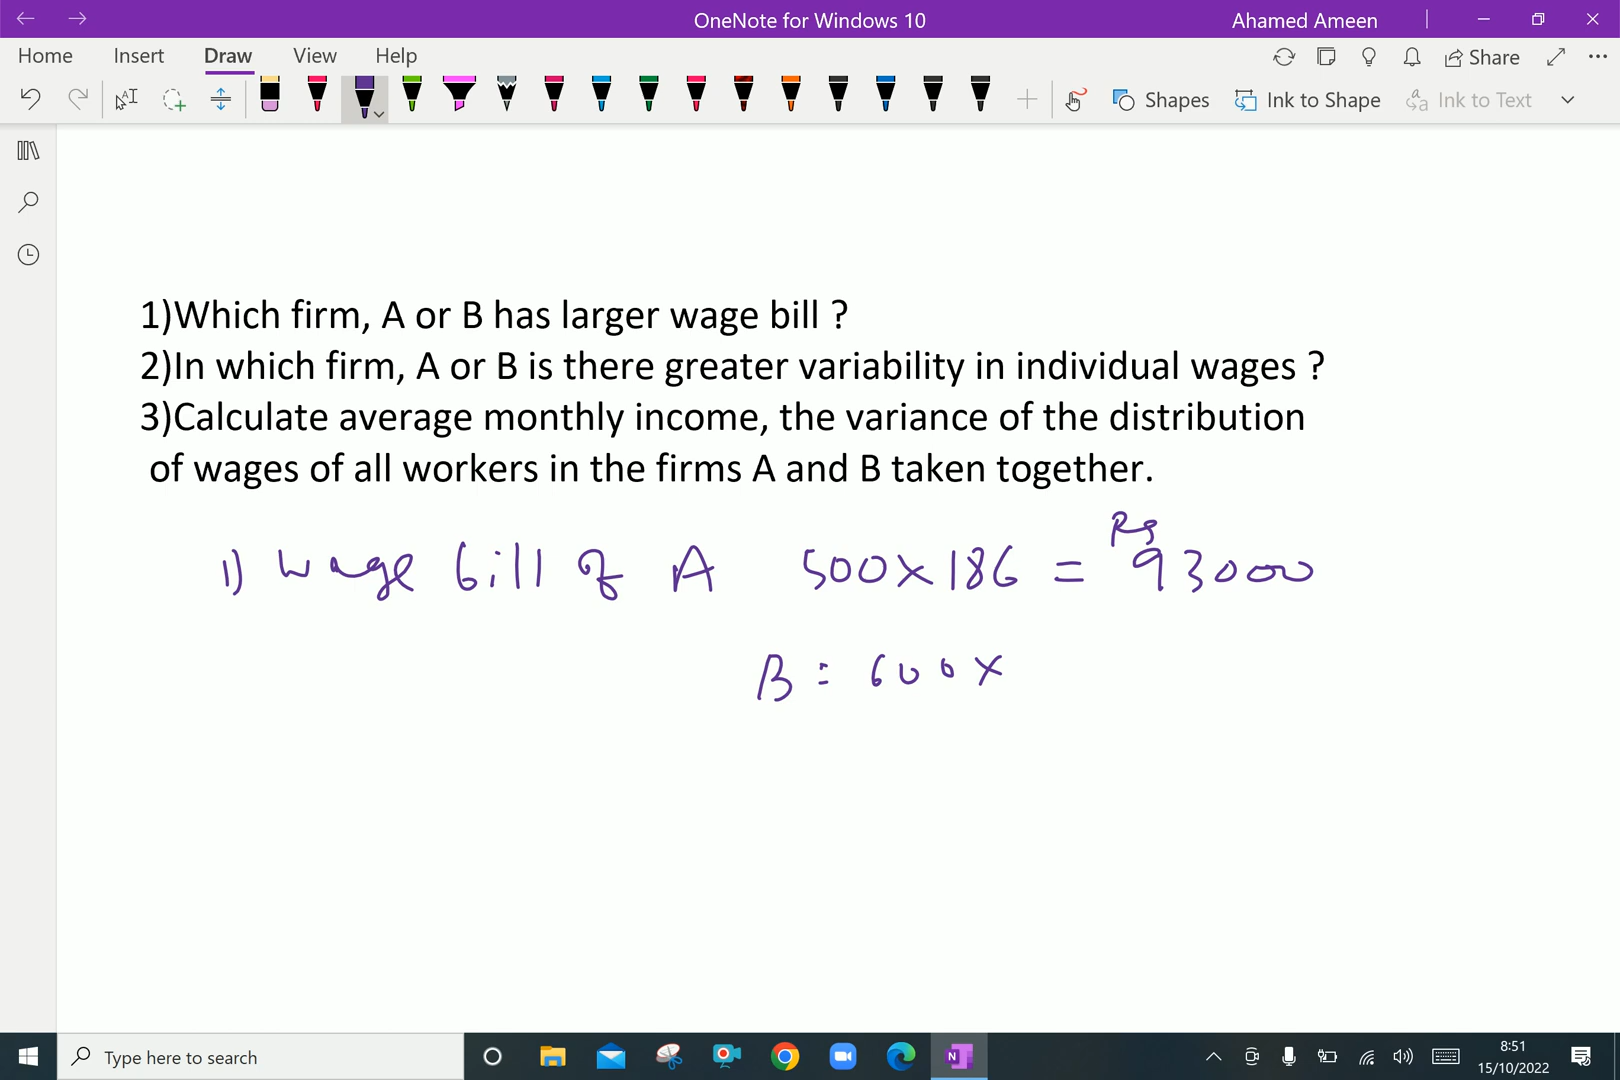 OneNote for Windows 10
Ahamed Ameen
Home Insert Draw View Help
Share
Shapes Ink to Shape Ink to Text
1)Which firm, A or B has larger wage bill ?
2)In which firm, A or B is there greater variability in individual wages ?
3)Calculate average monthly income, the variance of the distribution
of wages of all workers in the firms A and B taken together.
1) Wage bill of A 500 x 186 = Rs 93000
B = 600 x
Type here to search
8:51
15/10/2022